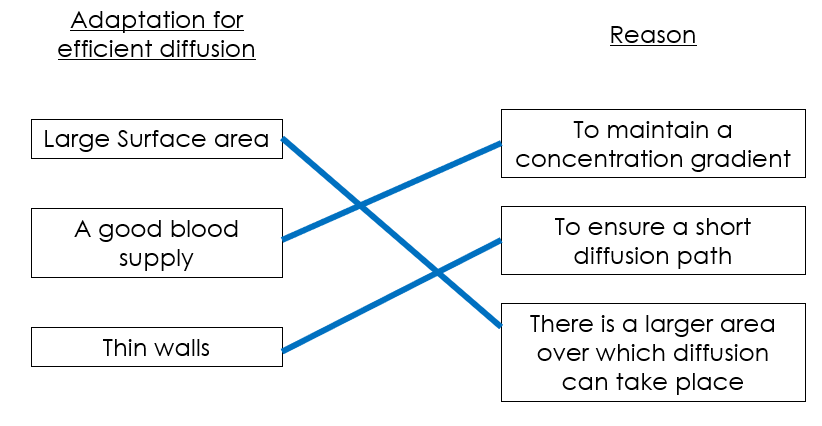 Adaptation for
efficient diffusion
Reason
Large Surface area
To maintain a
concentration gradient
A good blood
supply
To ensure a short
diffusion path
Thin walls
There is a larger area
over which diffusion
can take place